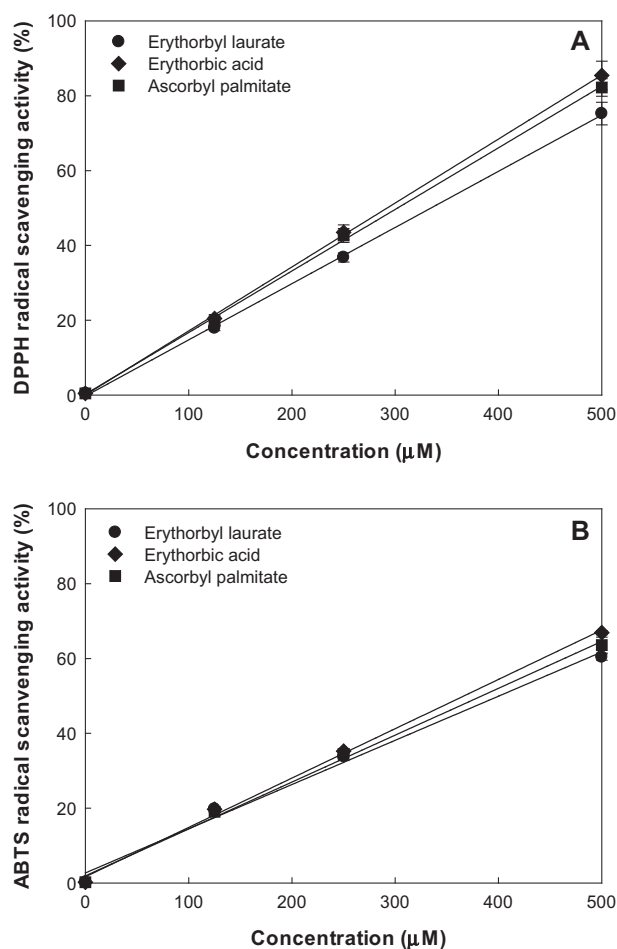 A
Erythorbyl laurate
Erythorbic acid
Ascorbyl palmitate
DPPH radical scavenging activity (%)
100
80
60
40
20
0
0 100 200 300 400 500
Concentration (μM)
B
Erythorbyl laurate
Erythorbic acid
Ascorbyl palmitate
ABTS radical scanvenging activity (%)
100
80
60
40
20
0
0 100 200 300 400 500
Concentration (μM)